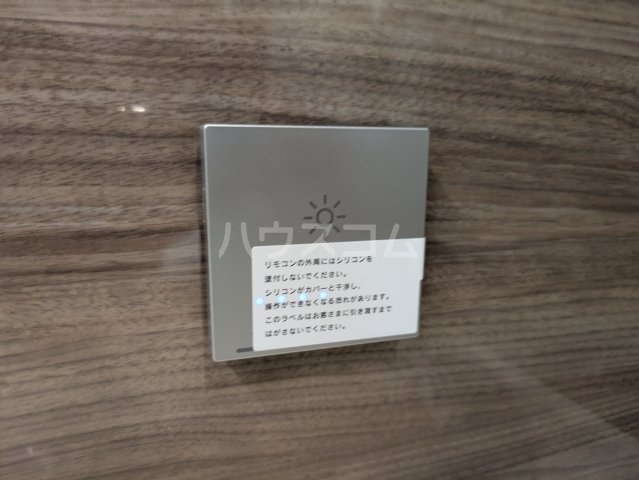 ハウスコム
リモコンの外周にはシリコンを
塗付しないでください。
シリコンがカバーと干渉し、
操作ができなくなる恐れがあります。
このラベルはお客さまに引き渡すまで
はがさないでください。